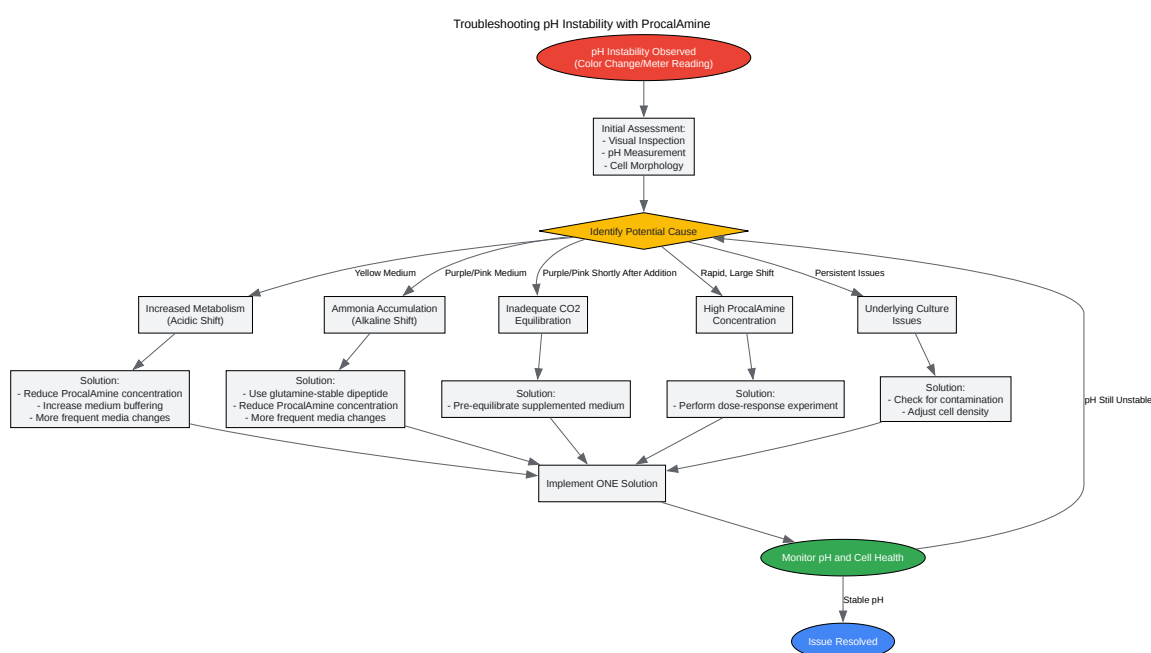 Troubleshooting pH Instability with ProcalAmine
pH Instability Observed
(Color Change/Meter Reading)
Initial Assessment:
- Visual Inspection
- pH Measurement
- Cell Morphology
Identify Potential Cause
Yellow Medium
Purple/Pink Medium
Purple/Pink Shortly After Addition
Rapid, Large Shift
Persistent Issues
Increased Metabolism
(Acidic Shift)
Ammonia Accumulation
(Alkaline Shift)
Inadequate CO2
Equilibration
High ProcalAmine
Concentration
Underlying Culture
Issues
Solution:
- Reduce ProcalAmine concentration
- Increase medium buffering
- More frequent media changes
Solution:
- Use glutamine-stable dipeptide
- Reduce ProcalAmine concentration
- More frequent media changes
Solution:
- Pre-equilibrate supplemented medium
Solution:
- Perform dose-response experiment
Solution:
- Check for contamination
- Adjust cell density
pH Still Unstable
Implement ONE Solution
Monitor pH and Cell Health
Stable pH
Issue Resolved